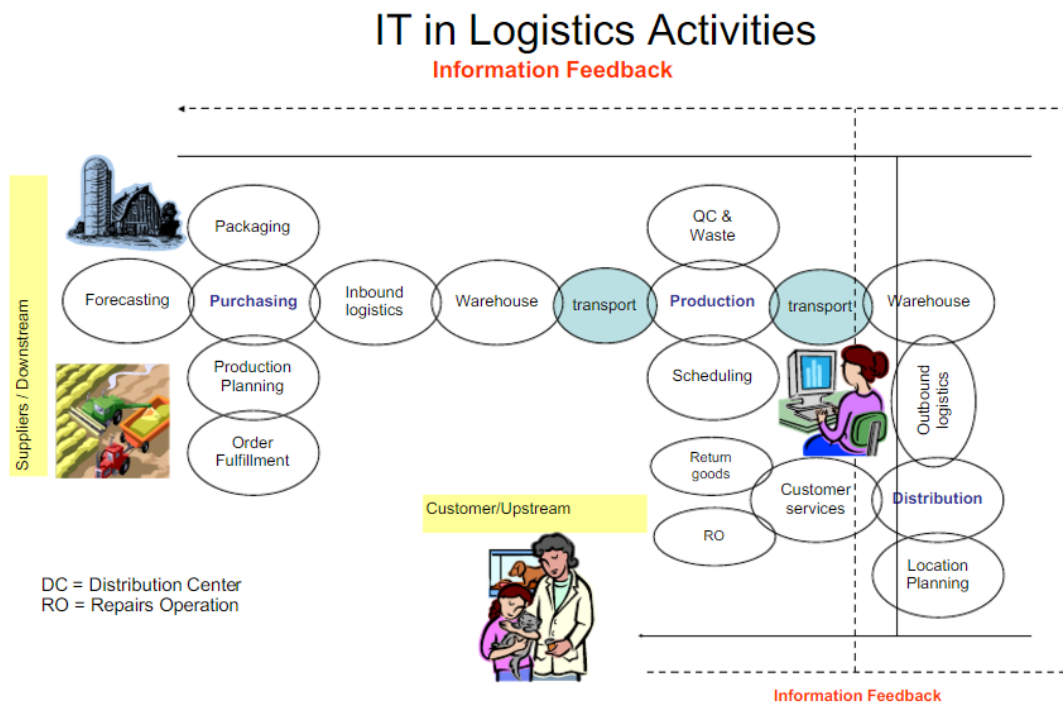 IT in Logistics Activities
Information Feedback
Suppliers / Downstream
Packaging
QC &
Waste
Forecasting
Purchasing
Inbound
logistics
Warehouse
transport
Production
transport
Warehouse
Production
Planning
Scheduling
Outbound
logistics
Order
Fulfillment
Return
goods
Customer
services
Distribution
Customer/Upstream
RO
Location
Planning
DC = Distribution Center
RO = Repairs Operation
Information Feedback